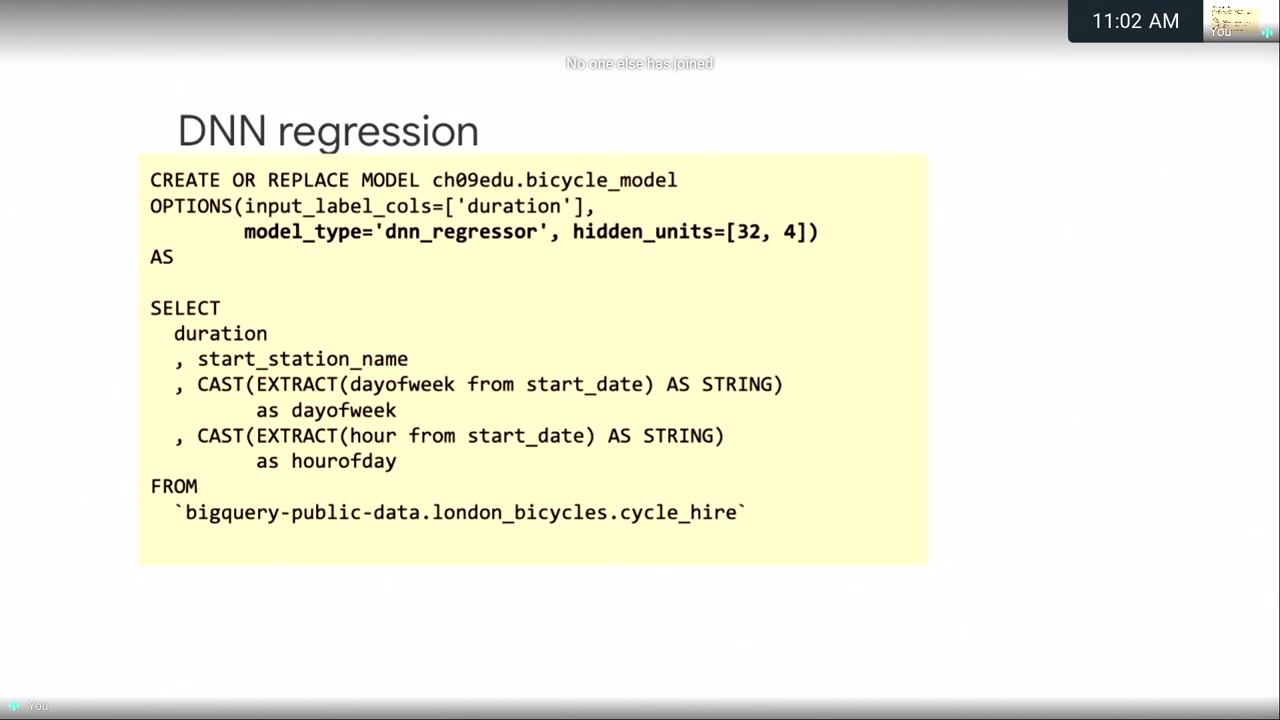 11:02 AM
You
No one else has joined
DNN regression
CREATE OR REPLACE MODEL ch09edu.bicycle_model
OPTIONS(input_label_cols=['duration'],
model_type='dnn_regressor', hidden_units=[32, 4])
AS
SELECT
duration
, start_station_name
, CAST(EXTRACT(dayofweek from start_date) AS STRING)
as dayofweek
, CAST(EXTRACT(hour from start_date) AS STRING)
as hourofday
FROM
`bigquery-public-data.london_bicycles.cycle_hire`
You